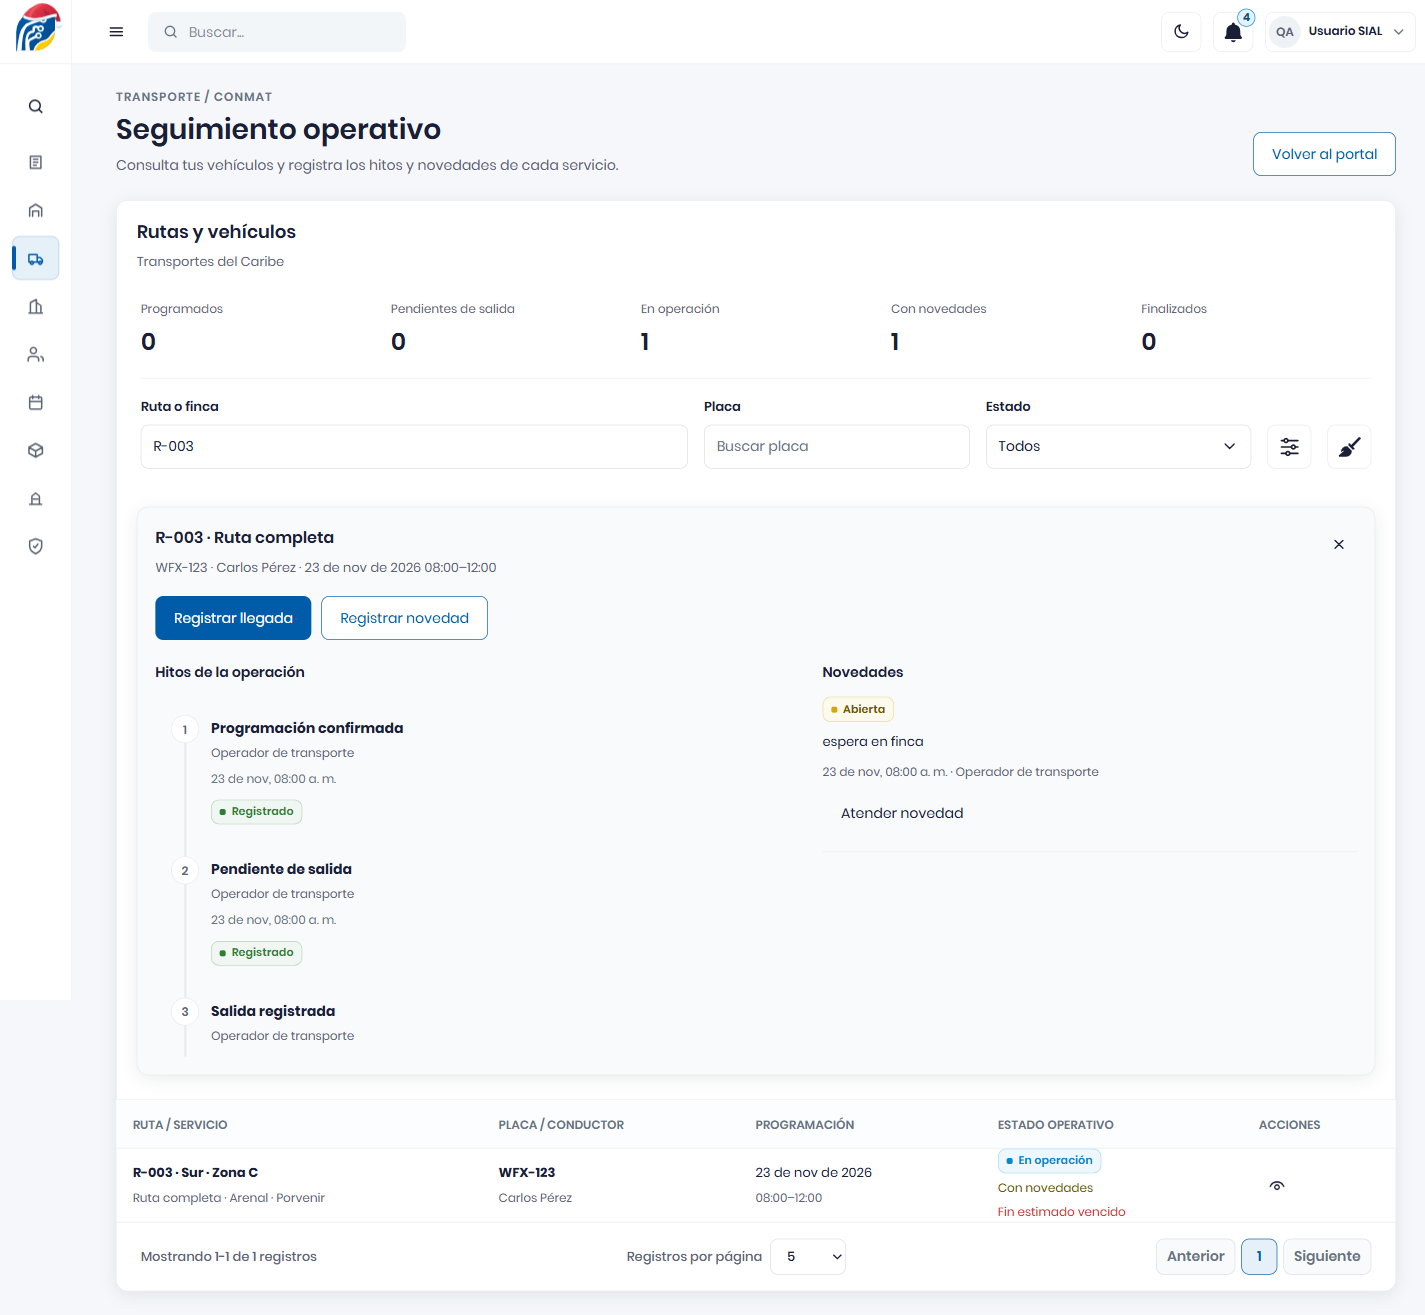 Buscar...
4
QA
Usuario SIAL
TRANSPORTE / CONMAT
Seguimiento operativo
Consulta tus vehículos y registra los hitos y novedades de cada servicio.
Volver al portal
Rutas y vehículos
Transportes del Caribe
Programados
Pendientes de salida
En operación
Con novedades
Finalizados
0
0
1
1
0
Ruta o finca
Placa
Estado
R-003
Buscar placa
Todos
R-003 · Ruta completa
WFX-123 · Carlos Pérez · 23 de nov de 2026 08:00–12:00
Registrar llegada
Registrar novedad
Hitos de la operación
1
Programación confirmada
Operador de transporte
23 de nov, 08:00 a. m.
Registrado
2
Pendiente de salida
Operador de transporte
23 de nov, 08:00 a. m.
Registrado
3
Salida registrada
Operador de transporte
Novedades
Abierta
espera en finca
23 de nov, 08:00 a. m. · Operador de transporte
Atender novedad
RUTA / SERVICIO
PLACA / CONDUCTOR
PROGRAMACIÓN
ESTADO OPERATIVO
ACCIONES
R-003 · Sur · Zona C
Ruta completa · Arenal · Porvenir
WFX-123
Carlos Pérez
23 de nov de 2026
08:00–12:00
En operación
Con novedades
Fin estimado vencido
Mostrando 1-1 de 1 registros
Registros por página
5
Anterior
1
Siguiente